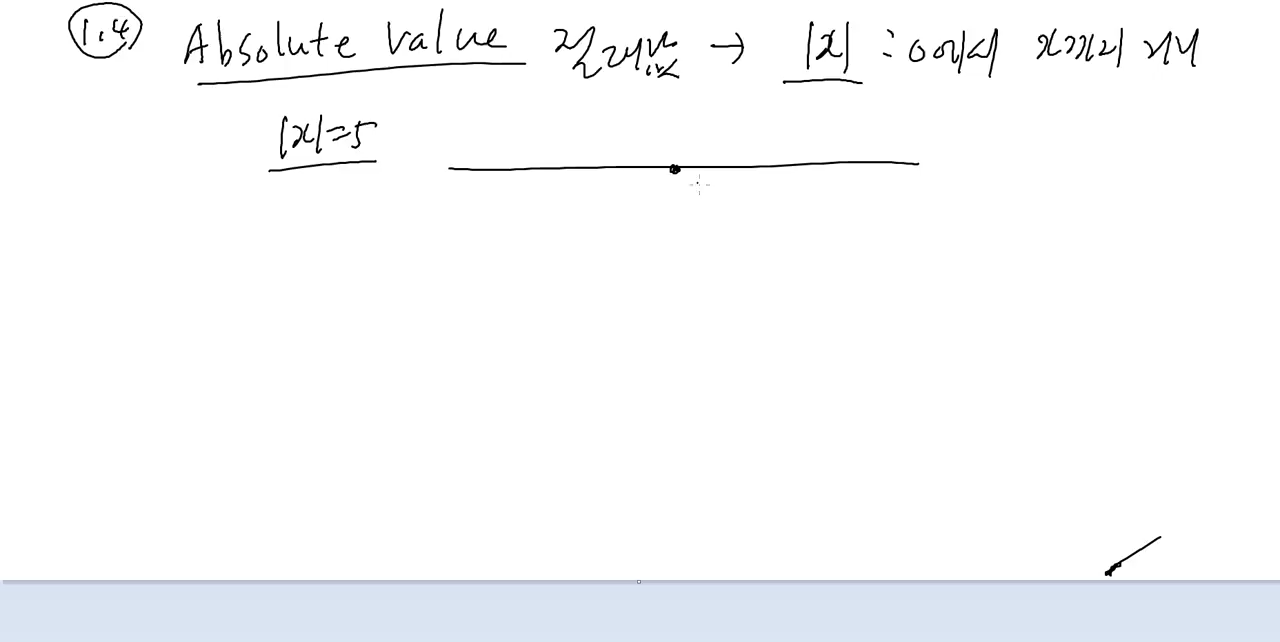 1.4 Absolute value 절대값 → |x| : 0에서 x까지 거리
|x|=5